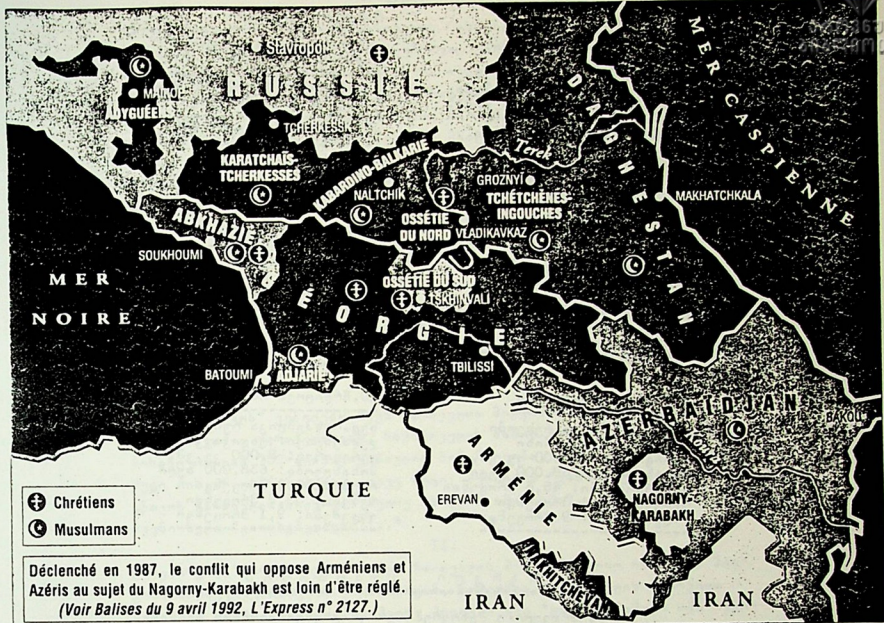 MER CASPIENNE
Stavropol
RUSSIE
MAÏKOP
ADYGUÉENS
TCHERKESSK
KARATCHAÏS-
TCHERKESSES
KABARDINO-BALKARIE
NALTCHIK
Terek
DAGHESTAN
GROZNYÏ
TCHÉTCHÈNES-
INGOUCHES
OSSÉTIE
DU NORD
VLADIKAVKAZ
MAKHATCHKALA
ABKHAZIE
SOUKHOUMI
MER
NOIRE
GÉORGIE
OSSÉTIE DU SUD
TSKHINVALI
BATOUMI
ADJARIE
TBILISSI
AZERBAÏDJAN
BAKOU
ARMÉNIE
EREVAN
NAGORNY-
KARABAKH
NAKHITCHEVAN
TURQUIE
IRAN
IRAN
Chrétiens
Musulmans
Déclenché en 1987, le conflit qui oppose Arméniens et
Azéris au sujet du Nagorny-Karabakh est loin d'être réglé.
(Voir Balises du 9 avril 1992, L'Express n° 2127.)